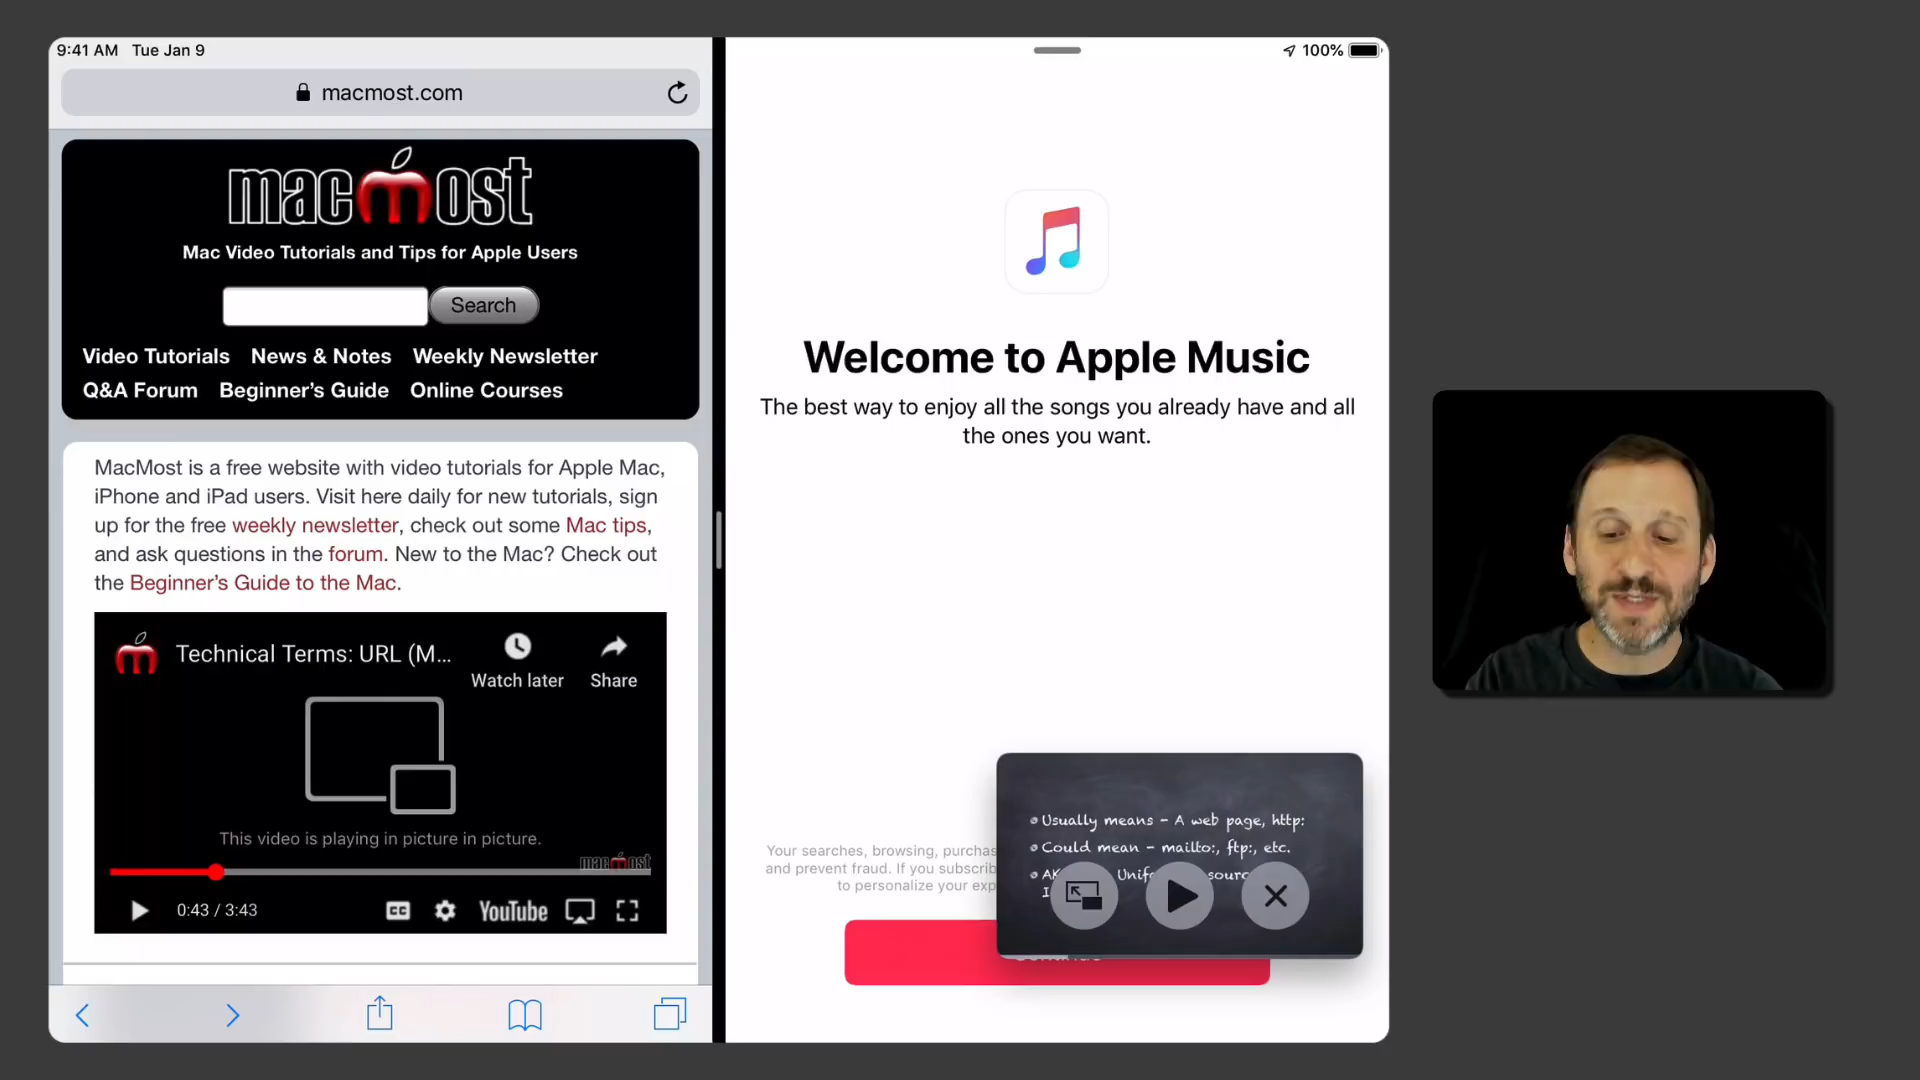 9:41 AM Tue Jan 9
100%
macmost.com
macmost
Mac Video Tutorials and Tips for Apple Users
Search
Video Tutorials News & Notes Weekly Newsletter
Q&A Forum Beginner's Guide Online Courses
MacMost is a free website with video tutorials for Apple Mac,
iPhone and iPad users. Visit here daily for new tutorials, sign
up for the free weekly newsletter, check out some Mac tips,
and ask questions in the forum. New to the Mac? Check out
the Beginner's Guide to the Mac.
Technical Terms: URL (M...
Watch later
Share
This video is playing in picture in picture.
macmost
0:43 / 3:43
CC
YouTube
Welcome to Apple Music
The best way to enjoy all the songs you already have and all
the ones you want.
Your searches, browsing, purchas
and prevent fraud. If you subscrib
to personalize your exp
Usually means - A web page, http:
Could mean - mailto:, ftp:, etc.